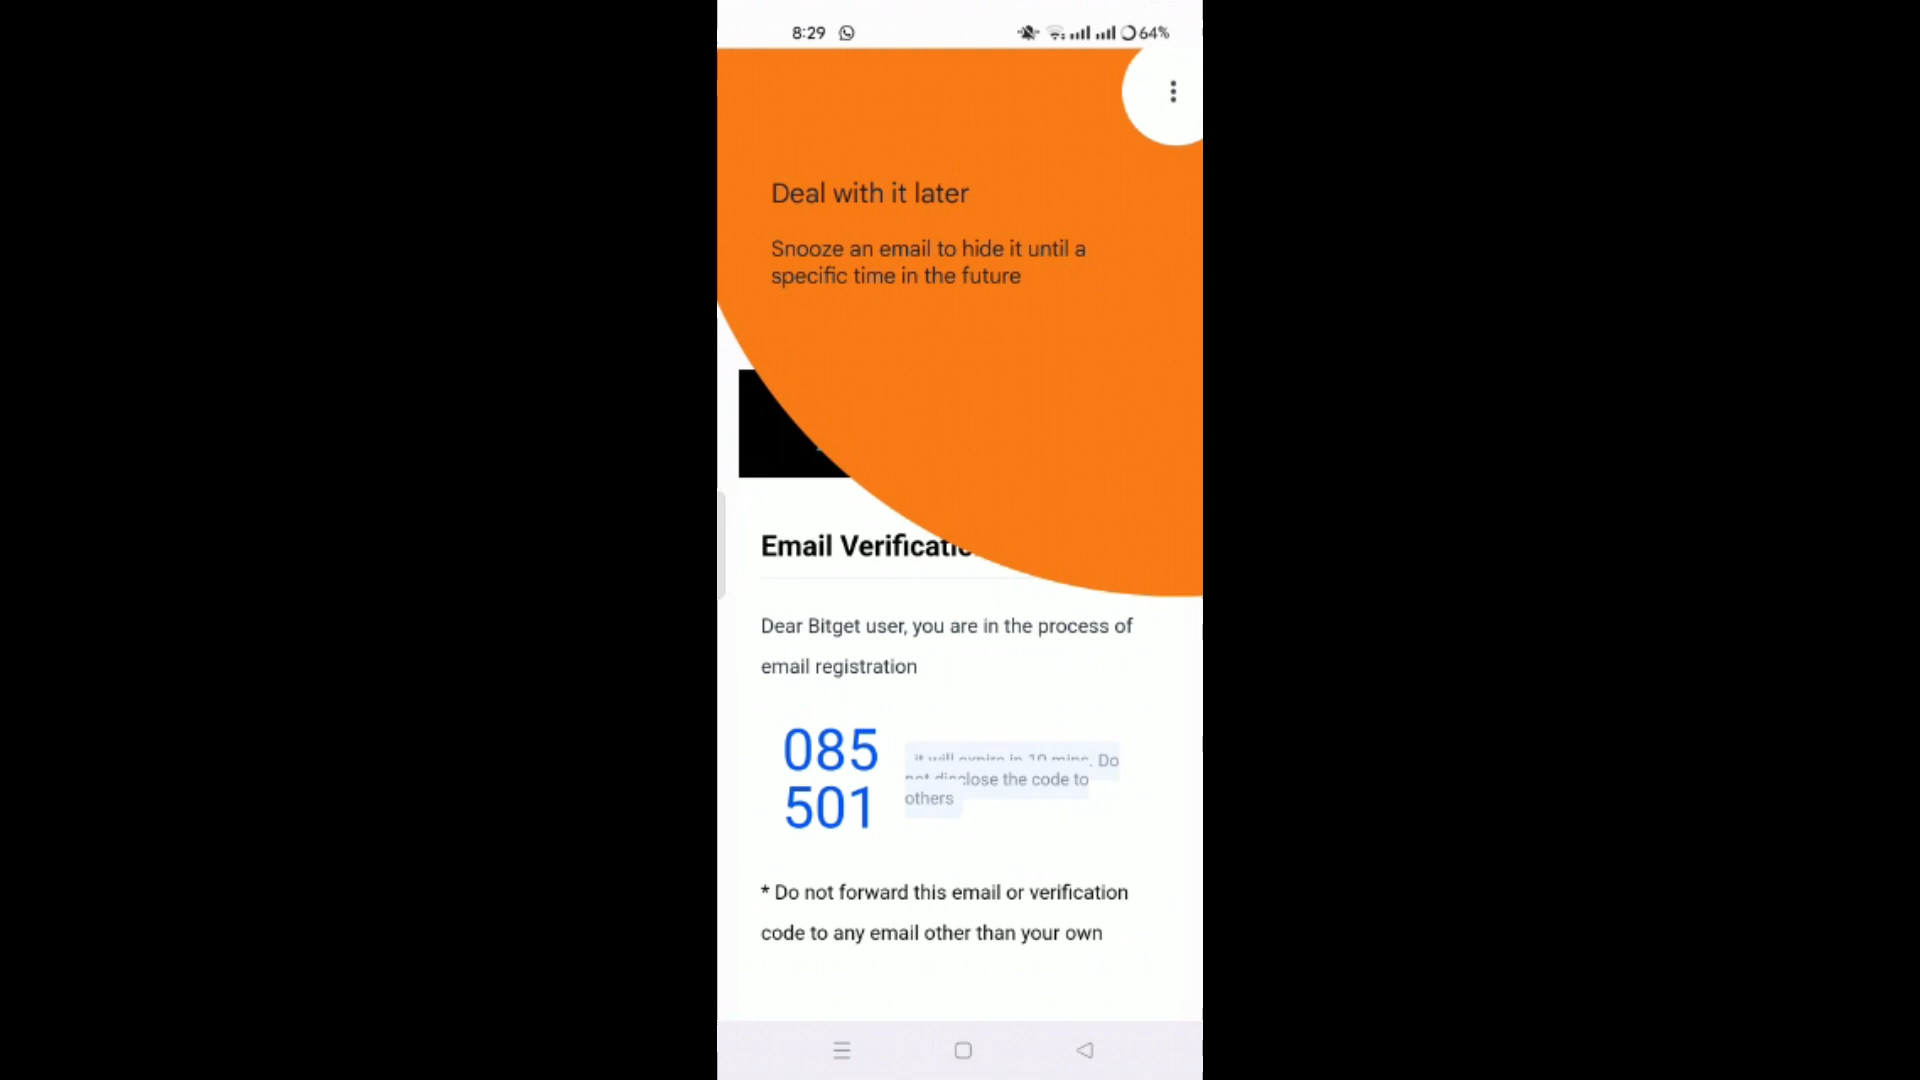 8:29 64%
Deal with it later
Snooze an email to hide it until a
specific time in the future
Email Verificatio
Dear Bitget user, you are in the process of
email registration
085
501
it will expire in 10 mins. Do
not disclose the code to
others
* Do not forward this email or verification
code to any email other than your own